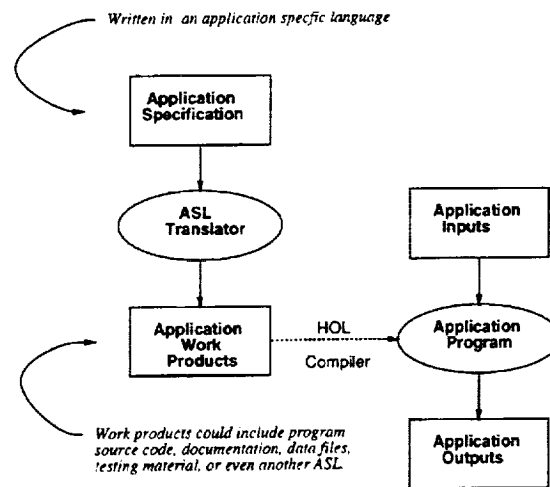 Written in an application specfic language
Application
Specification
ASL
Translator
Application
Inputs
Application
Work
Products
HOL
Compiler
Application
Program
Work products could include program
source code, documentation, data files,
testing material, or even another ASL.
Application
Outputs